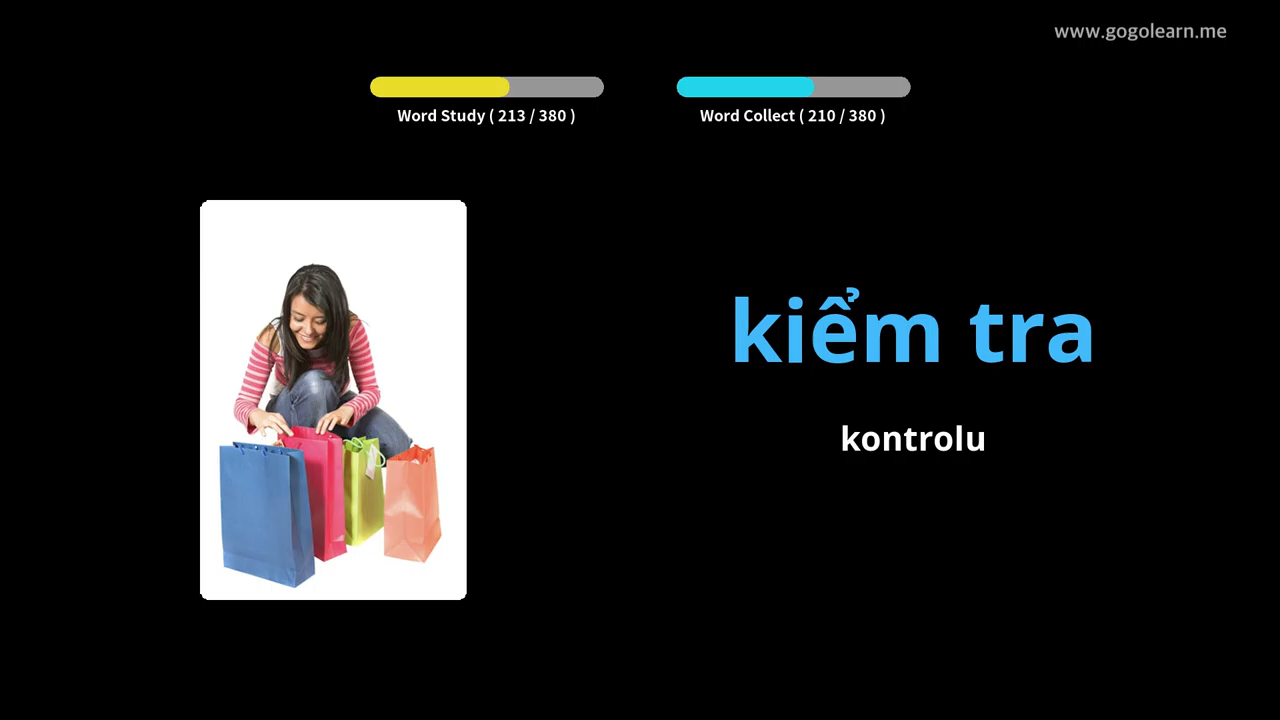 www.gogolearn.me
Word Study ( 213 / 380 )
Word Collect ( 210 / 380 )
kiểm tra
kontrolu